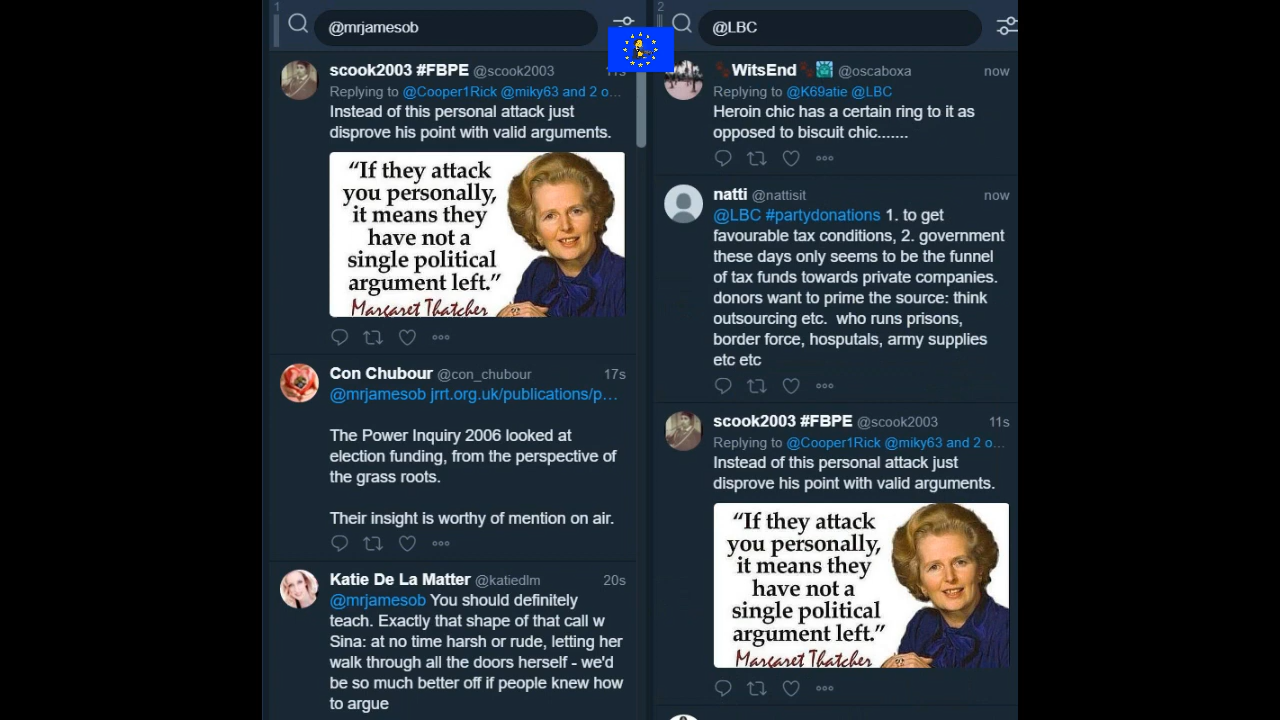 1
@mrjamesob
scook2003 #FBPE @scook2003 11s
Replying to @Cooper1Rick @miky63 and 2 o...
Instead of this personal attack just
disprove his point with valid arguments.
“If they attack
you personally,
it means they
have not a
single political
argument left.”
Margaret Thatcher
Con Chubour @con_chubour 17s
@mrjamesob jrrt.org.uk/publications/p...
The Power Inquiry 2006 looked at
election funding, from the perspective of
the grass roots.
Their insight is worthy of mention on air.
Katie De La Matter @katiedlm 20s
@mrjamesob You should definitely
teach. Exactly that shape of that call w
Sina: at no time harsh or rude, letting her
walk through all the doors herself - we'd
be so much better off if people knew how
to argue
2
@LBC
WitsEnd @oscaboxa now
Replying to @K69atie @LBC
Heroin chic has a certain ring to it as
opposed to biscuit chic.......
natti @nattisit now
@LBC #partydonations 1. to get
favourable tax conditions, 2. government
these days only seems to be the funnel
of tax funds towards private companies.
donors want to prime the source: think
outsourcing etc.  who runs prisons,
border force, hosputals, army supplies
etc etc
scook2003 #FBPE @scook2003 11s
Replying to @Cooper1Rick @miky63 and 2 o...
Instead of this personal attack just
disprove his point with valid arguments.
“If they attack
you personally,
it means they
have not a
single political
argument left.”
Margaret Thatcher